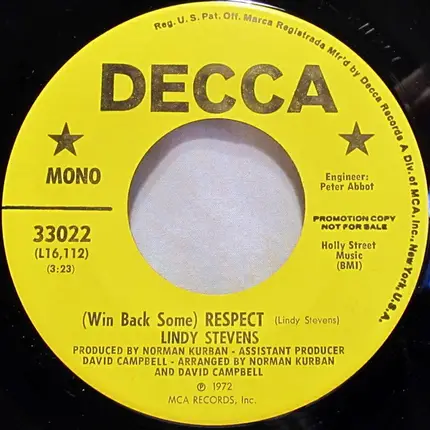 Reg. U.S. Pat. Off. Marca Registrada Mfr'd by Decca Records A Div. of MCA, Inc., New York, U.S.A.
DECCA
MONO
33022
(L16,112)
(3:23)
Engineer:
Peter Abbot
PROMOTION COPY
NOT FOR SALE
Holly Street
Music
(BMI)
(Win Back Some) RESPECT (Lindy Stevens)
LINDY STEVENS
PRODUCED BY NORMAN KURBAN - ASSISTANT PRODUCER
DAVID CAMPBELL - ARRANGED BY NORMAN KURBAN
AND DAVID CAMPBELL
℗ 1972
MCA RECORDS, Inc.